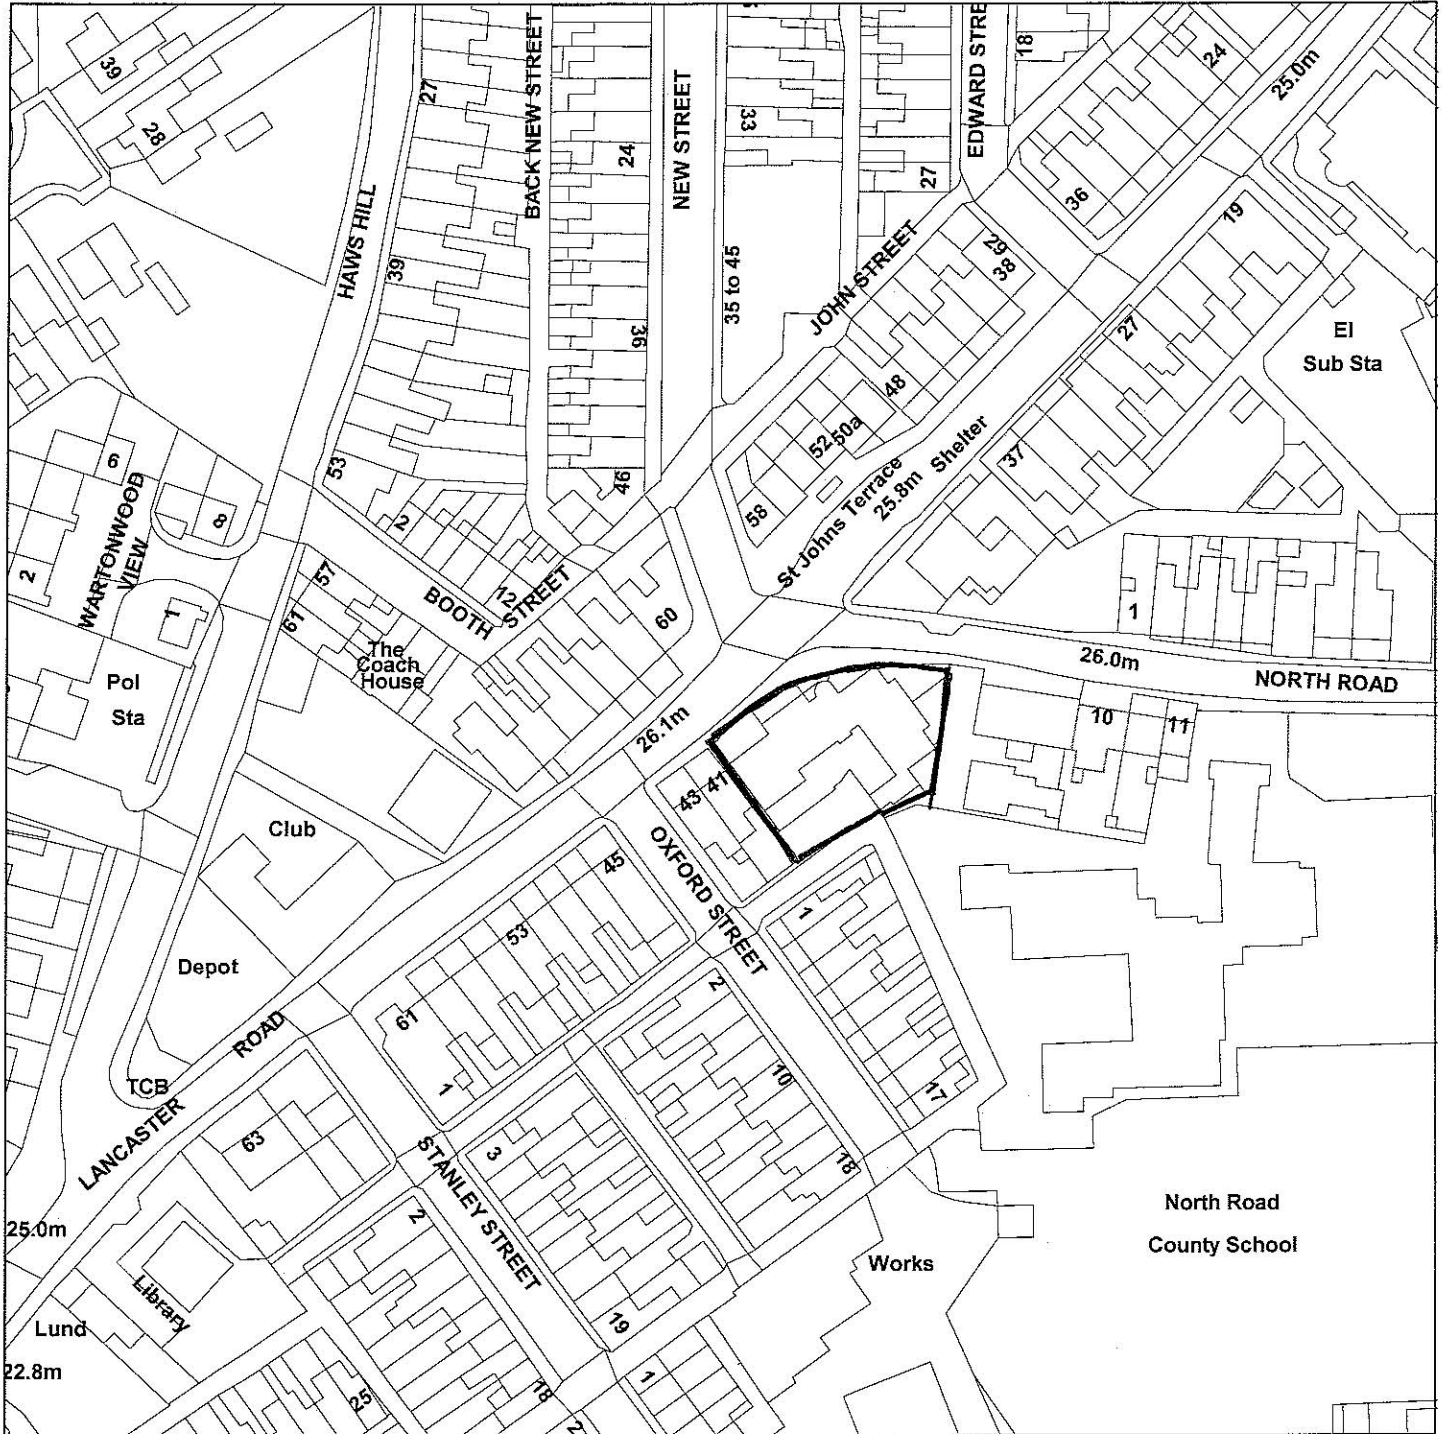 39
28
27
HAWS HILL
39
53
BACK NEW STREET
24
NEW STREET
36
46
33
35 to 45
27
EDWARD STRE
18
24
25.0m
36
JOHN STREET
29
38
19
27
El
Sub Sta
48
50a
52
58
Shelter
25.8m
St Johns Terrace
37
6
8
WARTONWOOD
VIEW
2
1
Pol
Sta
2
12
BOOTH
STREET
57
61
The
Coach
House
60
1
26.0m
NORTH ROAD
10
11
26.1m
43
41
Club
OXFORD STREET
45
53
61
1
1
17
Depot
ROAD
TCB
LANCASTER
63
2
10
18
3
19
STANLEY STREET
2
18
25.0m
Library
Lund
22.8m
25
1
2
Works
North Road
County School